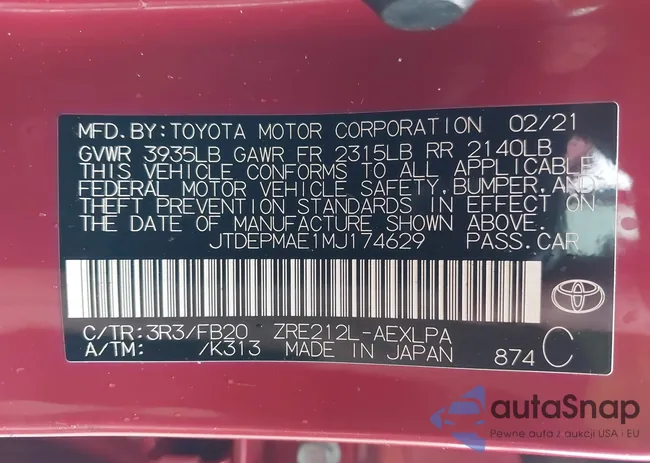 MFD.BY:TOYOTA MOTOR CORPORATION 02/21
GVWR 3935LB GAWR FR 2315LB RR 2140LB
THIS VEHICLE CONFORMS TO ALL APPLICABLE
FEDERAL MOTOR VEHICLE SAFETY, BUMPER, AND
THEFT PREVENTION STANDARDS IN EFFECT ON
THE DATE OF MANUFACTURE SHOWN ABOVE.
JTDEPMAE1MJ174629 PASS.CAR
C/TR:3R3/FB20 ZRE212L-AEXLPA
A/TM: /K313 MADE IN JAPAN 874 C
autaSnap
Pewne auta z aukcji USA i EU